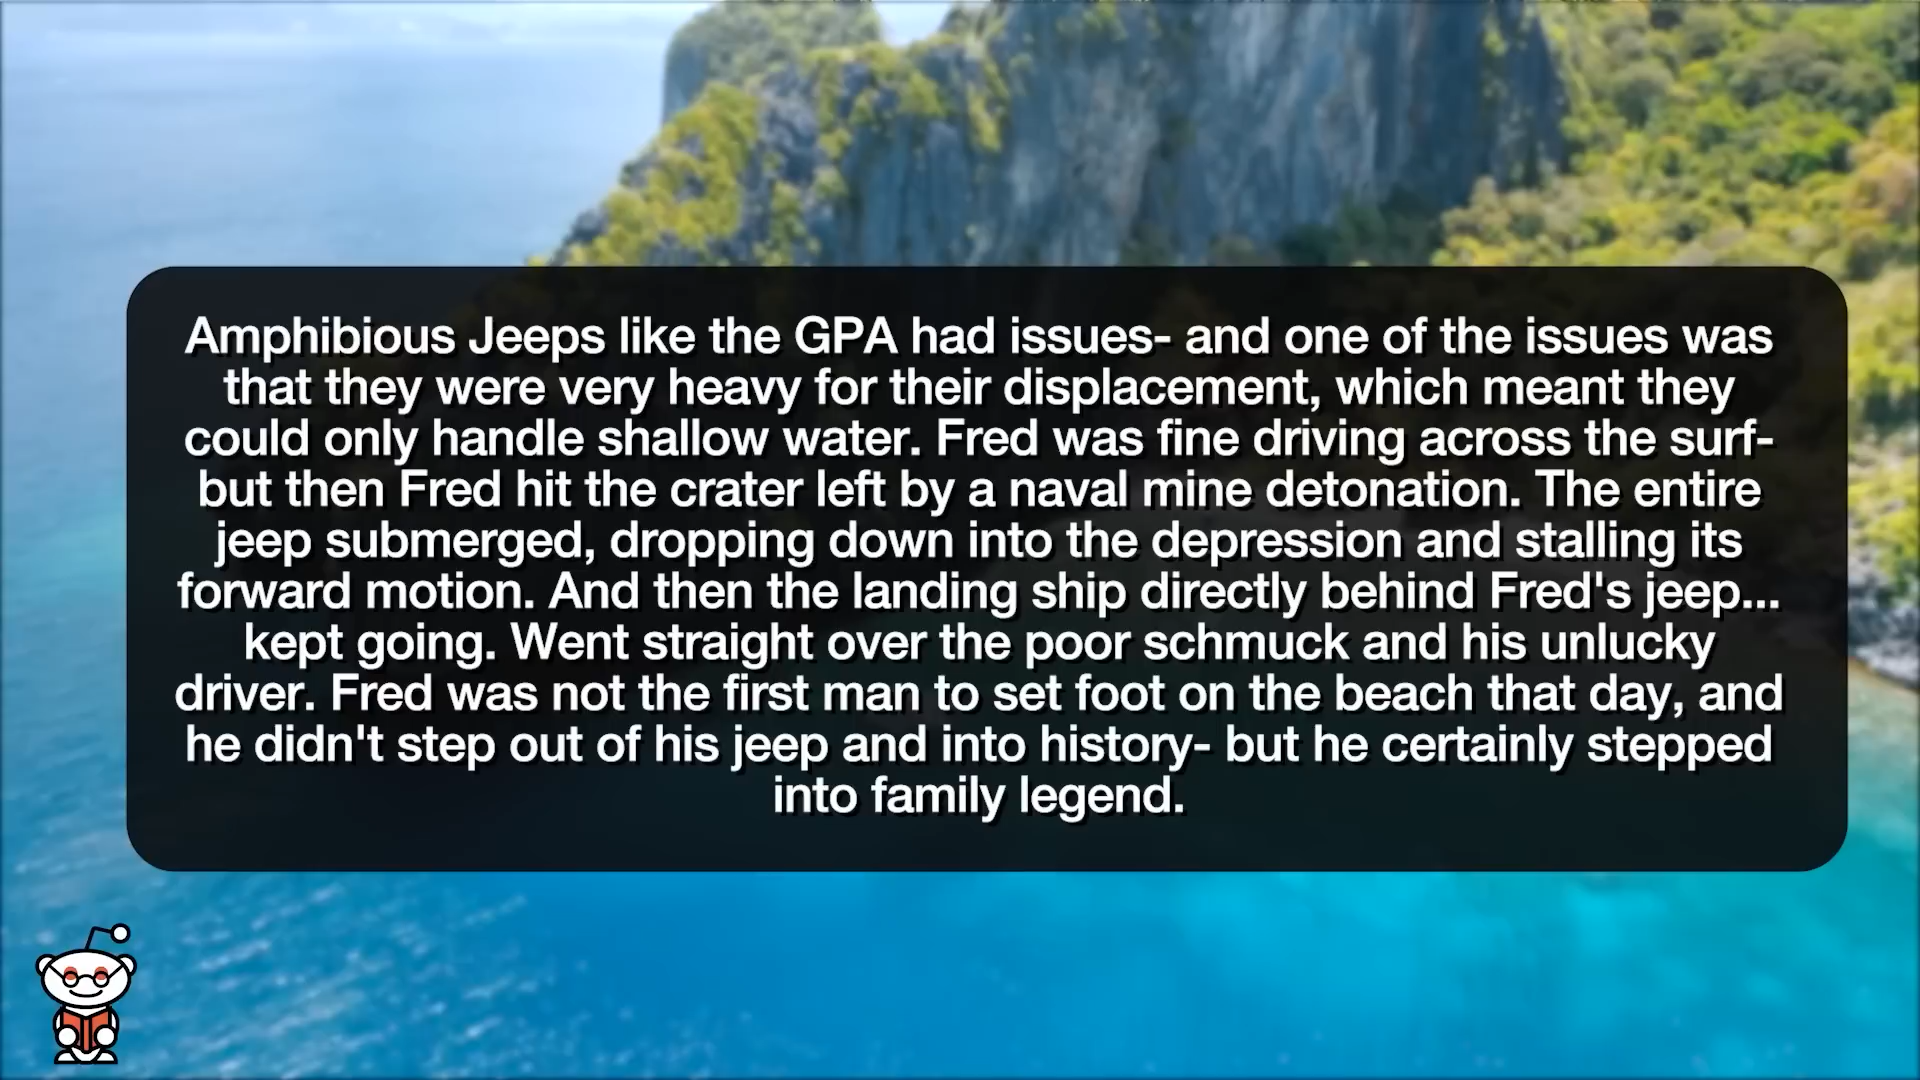 Amphibious Jeeps like the GPA had issues- and one of the issues was
that they were very heavy for their displacement, which meant they
could only handle shallow water. Fred was fine driving across the surf-
but then Fred hit the crater left by a naval mine detonation. The entire
jeep submerged, dropping down into the depression and stalling its
forward motion. And then the landing ship directly behind Fred's jeep...
kept going. Went straight over the poor schmuck and his unlucky
driver. Fred was not the first man to set foot on the beach that day, and
he didn't step out of his jeep and into history- but he certainly stepped
into family legend.